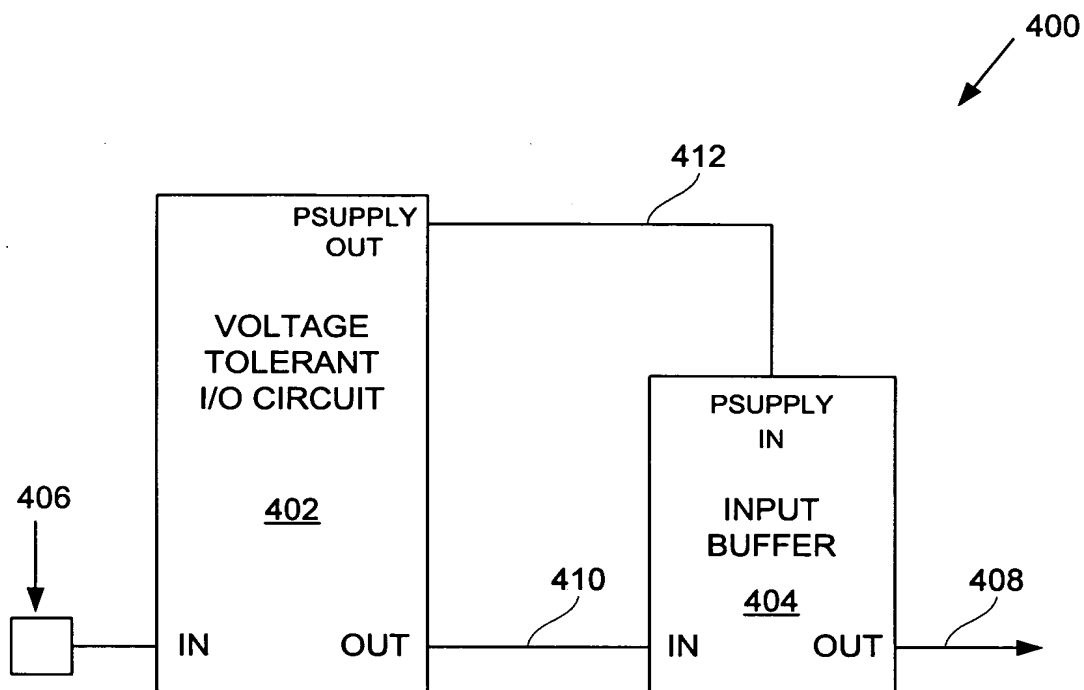 400
412
PSUPPLY
OUT
VOLTAGE
TOLERANT
I/O CIRCUIT
PSUPPLY
IN
406
402
INPUT
BUFFER
410
404
408
IN
OUT
IN
OUT